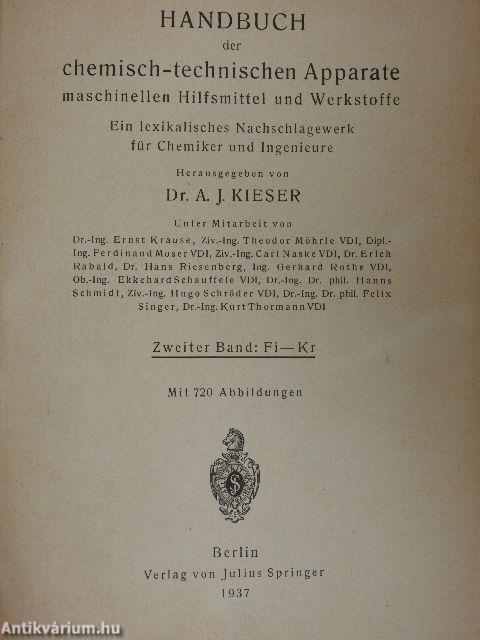 HANDBUCH
der
chemisch-technischen Apparate
maschinellen Hilfsmittel und Werkstoffe
Ein lexikalisches Nachschlagewerk
für Chemiker und Ingenieure
Herausgegeben von
Dr. A. J. KIESER
Unter Mitarbeit von
Dr.-Ing. Ernst Krause, Ziv.-Ing. Theodor Möhrle VDI, Dipl.-
Ing. Ferdinand Moser VDI, Ziv.-Ing. Carl Naske VDI, Dr. Erich
Rabald, Dr. Hans Riesenberg, Ing. Gerhard Rothe VDI,
Ob.-Ing. Ekkehard Schauffele VDI, Dr.-Ing. Dr. phil. Hanns
Schmidt, Ziv.-Ing. Hugo Schröder VDI, Dr.-Ing. Dr. phil. Felix
Singer, Dr.-Ing. Kurt Thormann VDI
Zweiter Band: Fi—Kr
Mit 720 Abbildungen
Berlin
Verlag von Julius Springer
1937
Antikvárium.hu